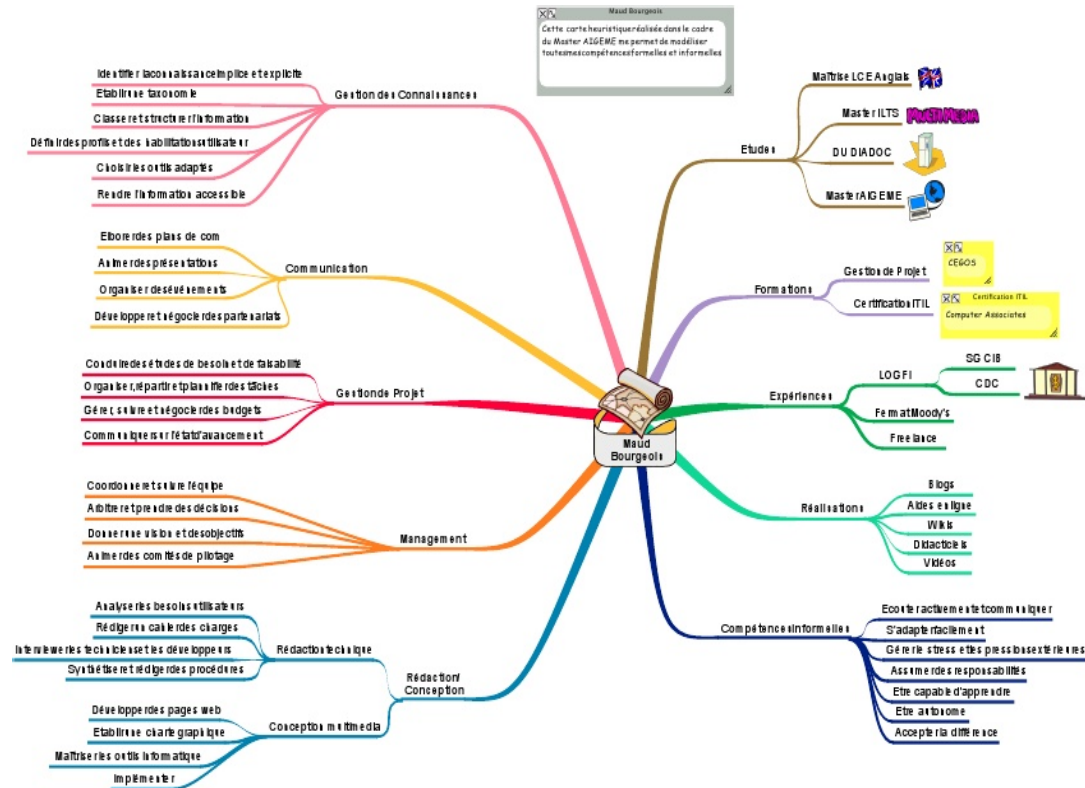 Maud Bourgeois
Cette carte heuristique réalisée dans le cadre
du Master AIGEME me permet de modéliser
toutes mes compétences formelles et informelles
Identifier la connaissance implice et explicite
Etablir une taxonomie
Classer et structurer l'information
Définir des profils et des habilitations utilisateur
Choisir les outils adaptés
Rendre l'information accessible
Gestion des Connaissances
Elborer des plans de com
Animer des présentations
Organiser des événements
Développer et négocier des partenariats
Communication
Conduire des études de besoin et de faisabilité
Organiser, répartir et plannifier des tâches
Gérer, suivre et négocier des budgets
Communiquer sur l'état d'avancement
Gestion de Projet
Coordonner et suivre l'équipe
Arbitrer et prendre des décisions
Donner une vision et des objectifs
Animer des comités de pilotage
Management
Analyser les besoins utilisateurs
Rédiger un cahier des charges
Interviewer les techniciens et les développeurs
Synthétiser et rédiger des procédures
Rédaction technique
Rédaction/
Conception
Développer des pages web
Etablir une charte graphique
Maîtriser les outils informatique
Implémenter
Conception multimedia
Maud
Bourgeois
Etudes
Maîtrise LCE Anglais
Master ILTS
MULTIMEDIA
DU DIADOC
Master AIGEME
Formations
Gestion de Projet
CEGOS
Certification ITIL
Certification ITIL
Computer Associates
Expériences
LOGFI
SG CIB
CDC
Fermat Moody's
Freelance
Réalisations
Blogs
Aides en ligne
Wikis
Didacticiels
Vidéos
Compétences informelles
Ecouter activement communiquer
S'adapter facilement
Gérer le stress et les pressions extérieures
Assumer des responsabilités
Etre capable d'apprendre
Etre autonome
Accepter la différence